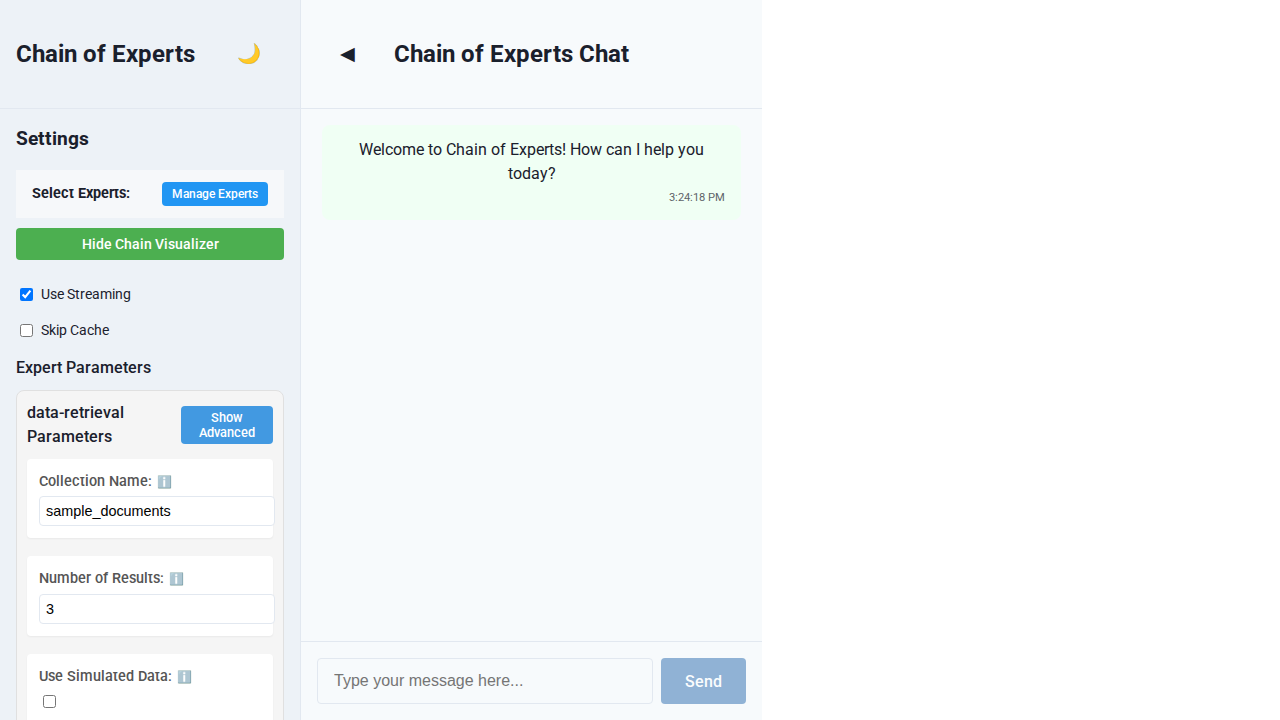 Chain of Experts
Settings
Select Experts:
Manage Experts
Hide Chain Visualizer
Use Streaming
Skip Cache
Expert Parameters
data-retrieval
Parameters
Show
Advanced
Collection Name:
sample_documents
Number of Results:
3
Use Simulated Data:
Chain of Experts Chat
Welcome to Chain of Experts! How can I help you
today?
3:24:18 PM
Type your message here...
Send